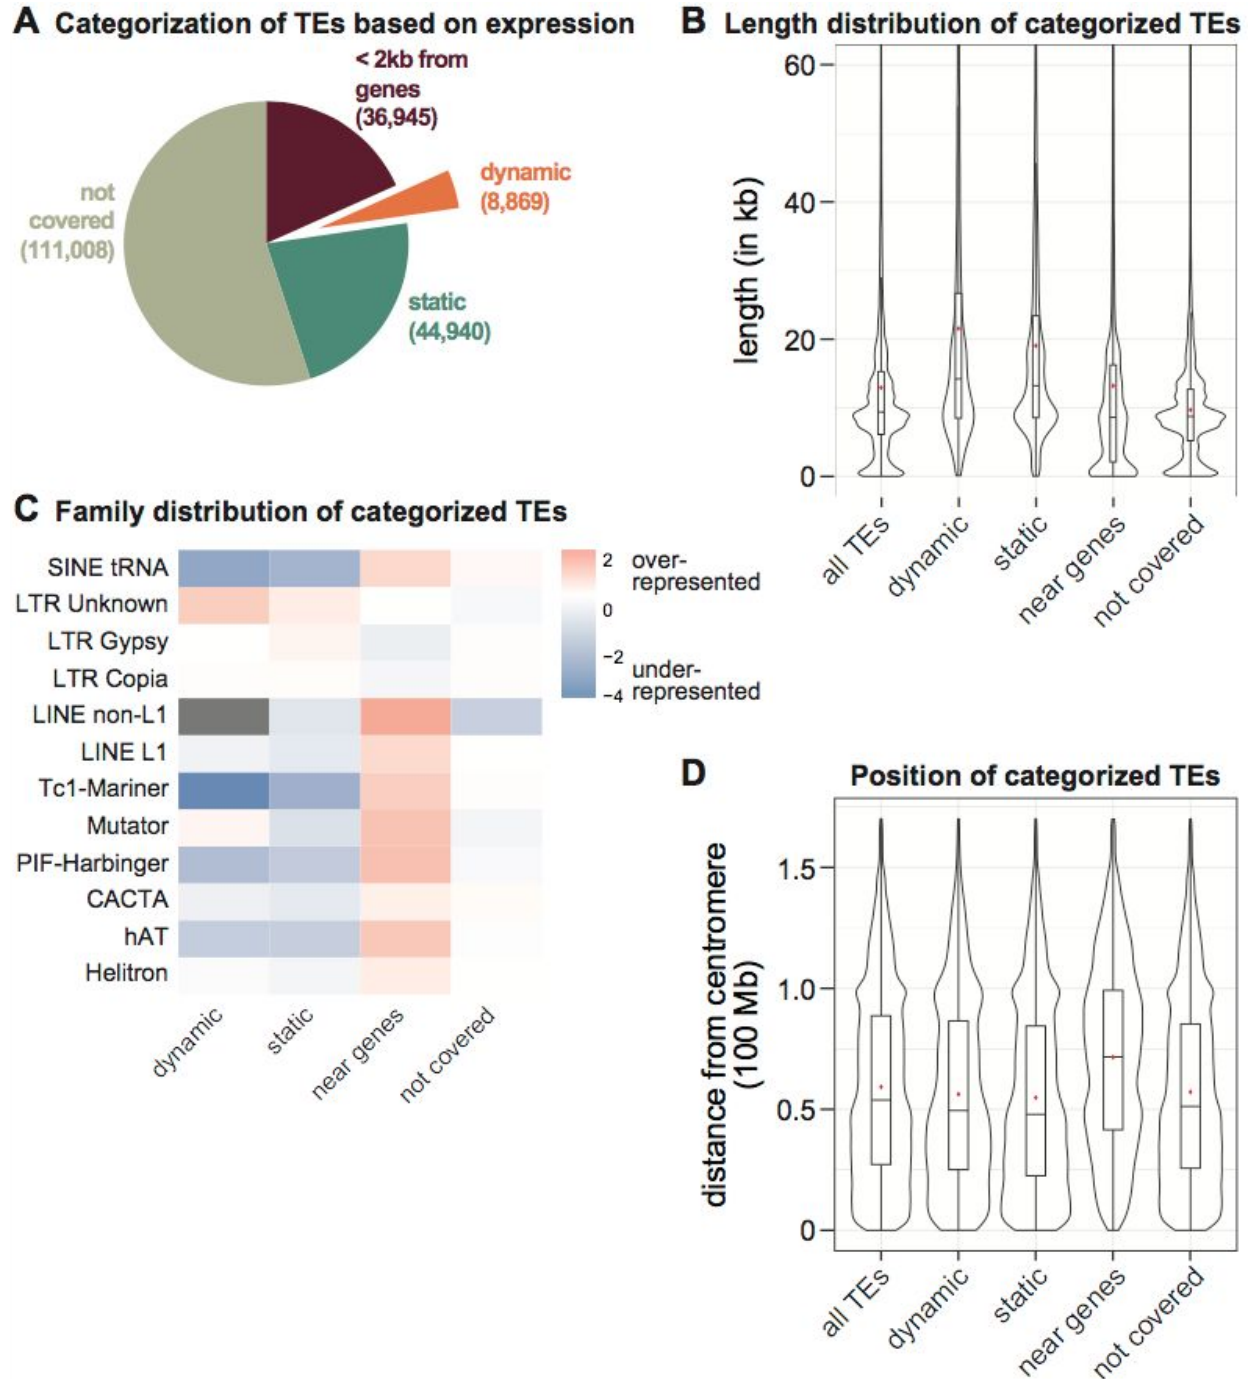 A Categorization of TEs based on expression
< 2kb from
genes
(36,945)
dynamic
(8,869)
not
covered
(111,008)
static
(44,940)
B Length distribution of categorized TEs
length (in kb)
60
40
20
0
all TEs
dynamic
static
near genes
not covered
C Family distribution of categorized TEs
SINE tRNA
LTR Unknown
LTR Gypsy
LTR Copia
LINE non-L1
LINE L1
Tc1-Mariner
Mutator
PIF-Harbinger
CACTA
hAT
Helitron
dynamic
static
near genes
not covered
2
0
−2
−4
over-
represented
under-
represented
D Position of categorized TEs
distance from centromere
(100 Mb)
1.5
1.0
0.5
0
all TEs
dynamic
static
near genes
not covered